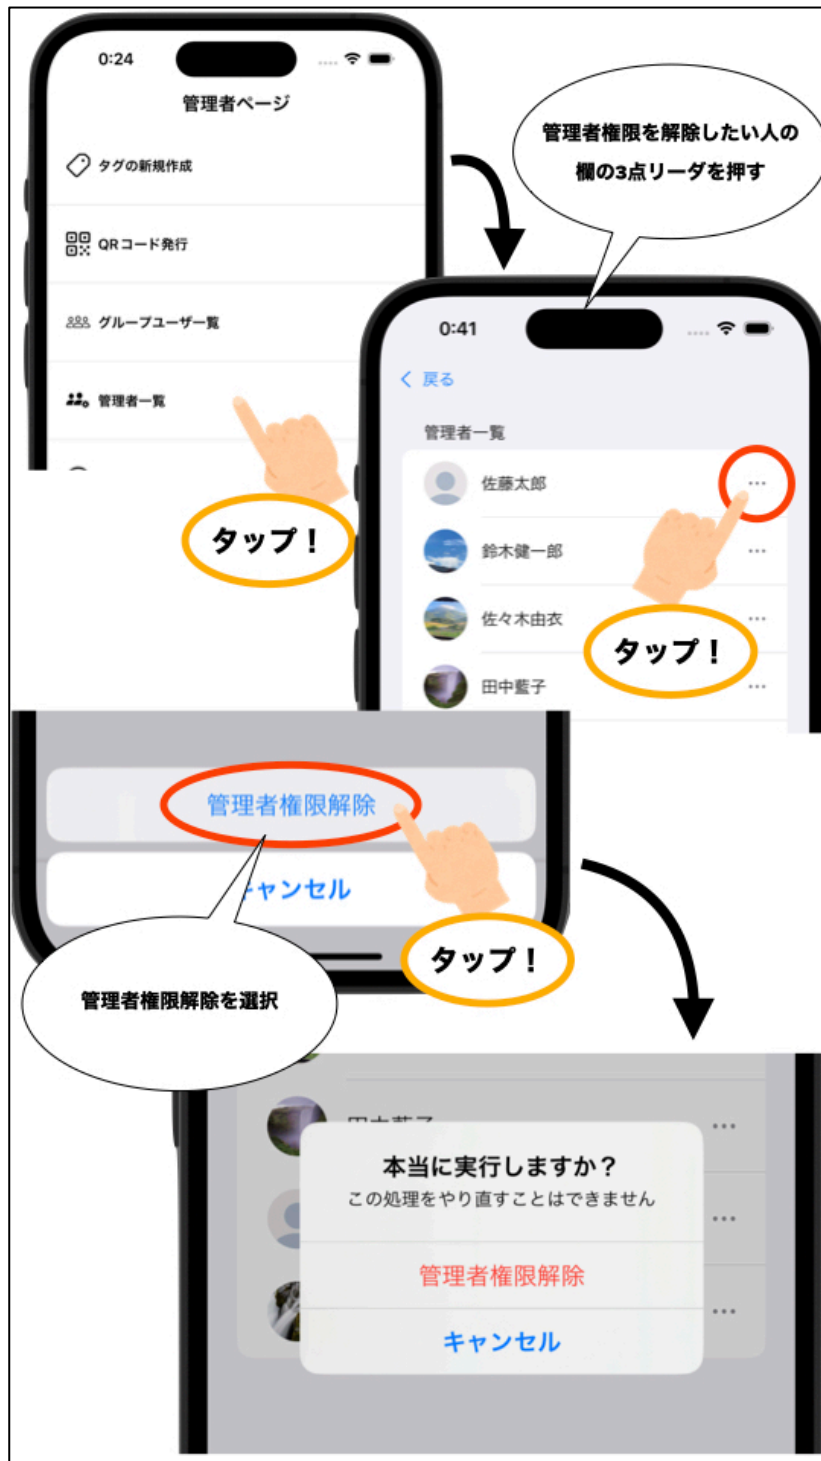 0:24
管理者ページ
タグの新規作成
QRコード発行
グループユーザー覧
管理者一覧
タップ！
管理者権限を解除したい人の
欄の3点リーダを押す
0:41
戻る
管理者一覧
佐藤太郎
鈴木健一郎
佐々木由衣
田中藍子
タップ！
管理者権限解除
キャンセル
タップ！
管理者権限解除を選択
本当に実行しますか？
この処理をやり直すことはできません
管理者権限解除
キャンセル